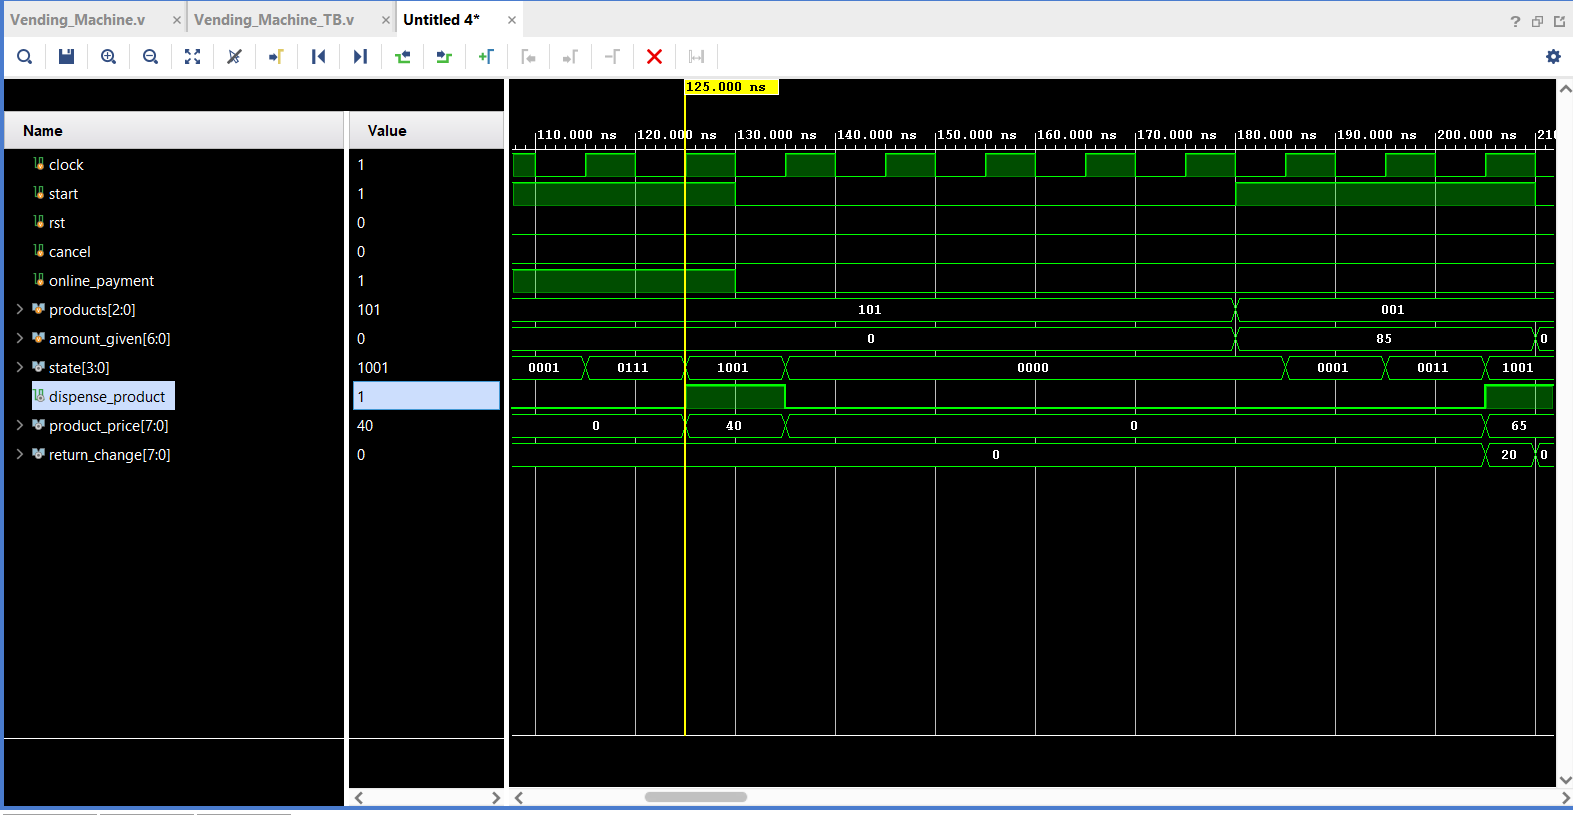 Vending_Machine.v × Vending_Machine_TB.v × Untitled 4* ×
?
125.000 ns
Name Value
110.000 ns 120.000 ns 130.000 ns 140.000 ns 150.000 ns 160.000 ns 170.000 ns 180.000 ns 190.000 ns 200.000 ns 210
clock 1
start 1
rst 0
cancel 0
online_payment 1
products[2:0] 101 101 001
amount_given[6:0] 0 0 85 0
state[3:0] 1001 0001 0111 1001 0000 0001 0011 1001
dispense_product 1
product_price[7:0] 40 0 40 0 65
return_change[7:0] 0 0 20 0